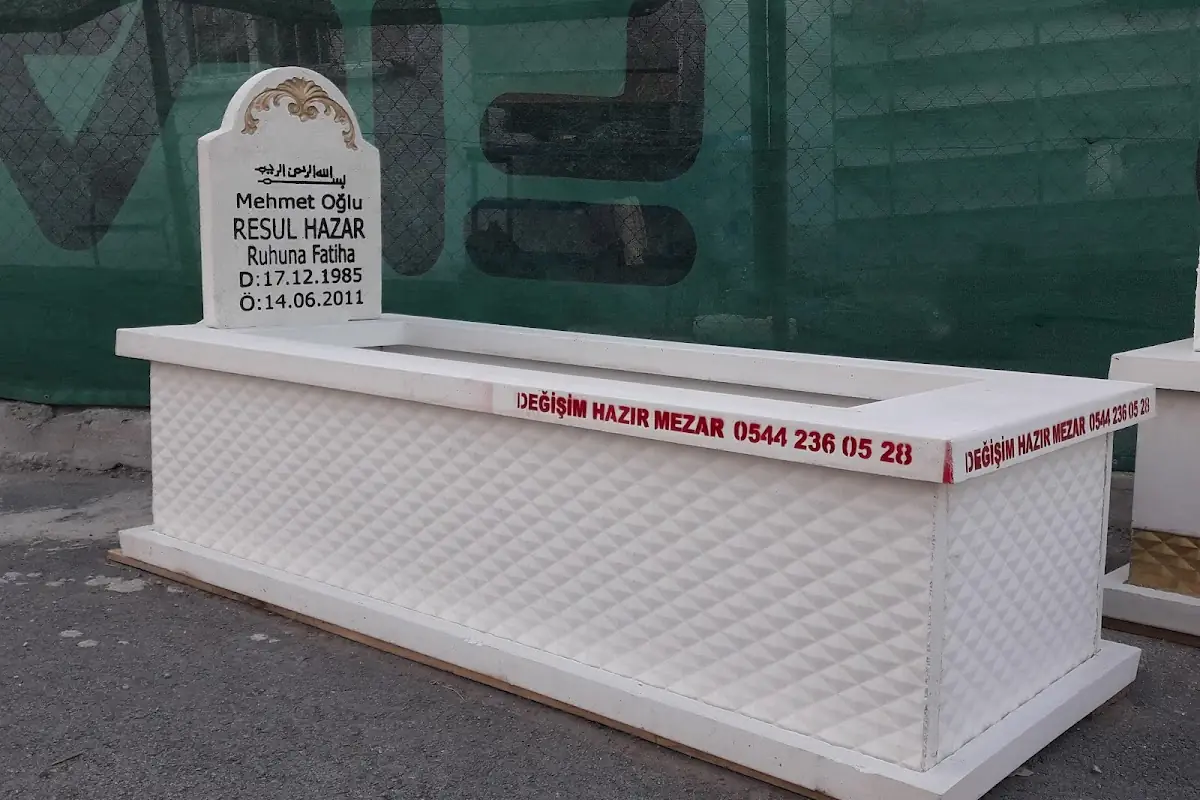 بسم الله الرحمن الرحيم
Mehmet Oğlu
RESUL HAZAR
Ruhuna Fatiha
D:17.12.1985
Ö:14.06.2011
DEĞİŞİM HAZIR MEZAR 0544 236 05 28
DEĞİŞİM HAZIR MEZAR 0544 236 05 28